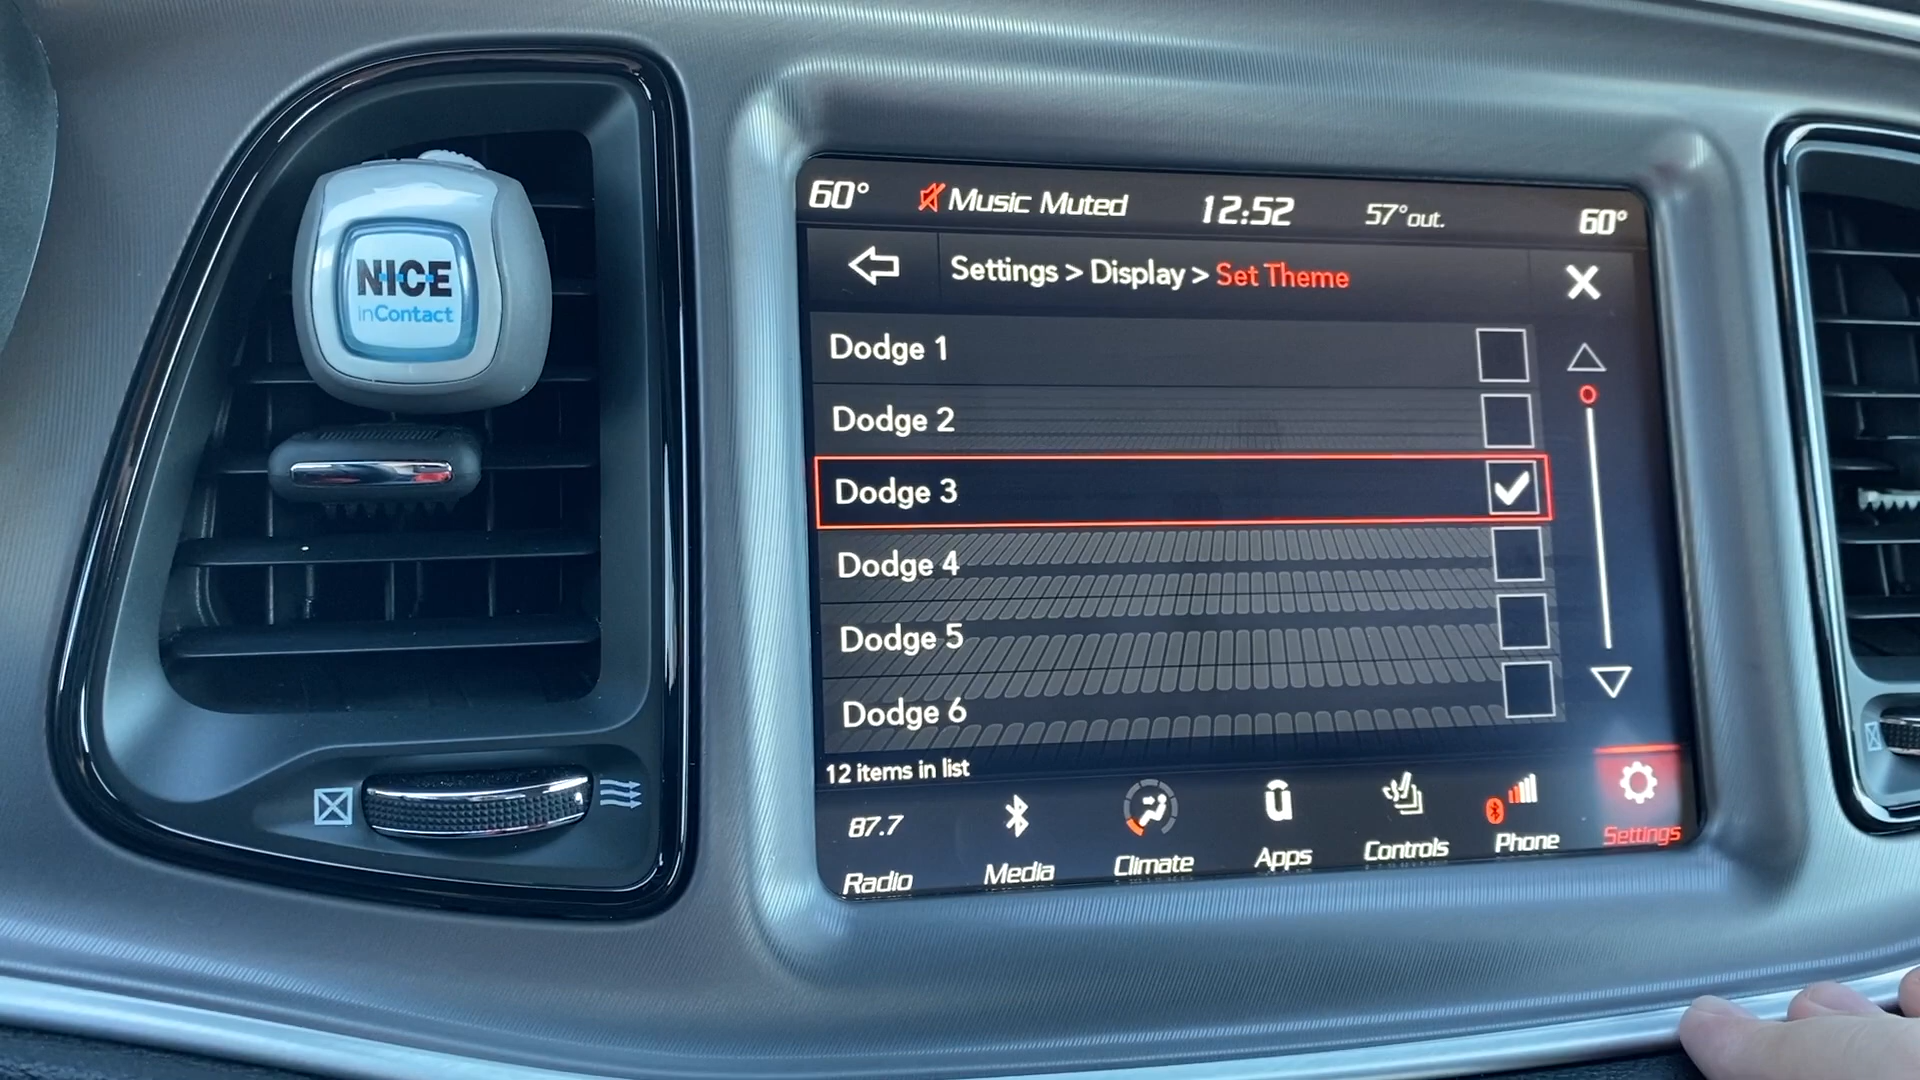 NICE
inContact
60° Music Muted 12:52 57° out. 60°
Settings > Display > Set Theme
Dodge 1
Dodge 2
Dodge 3
Dodge 4
Dodge 5
Dodge 6
12 items in list
87.7
Radio Media Climate Apps Controls Phone Settings